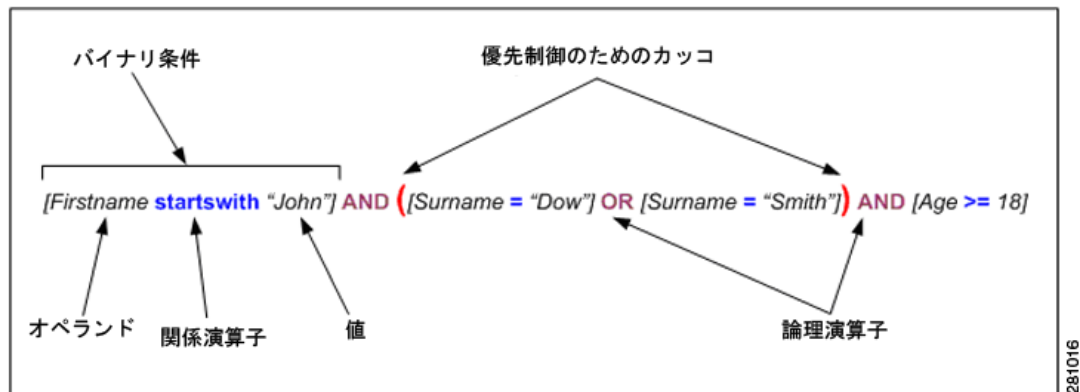 バイナリ条件
優先制御のためのカッコ
[Firstname startswith “John”] AND ([Surname = “Dow”] OR [Surname = “Smith”]) AND [Age >= 18]
オペランド
関係演算子
値
論理演算子
281016